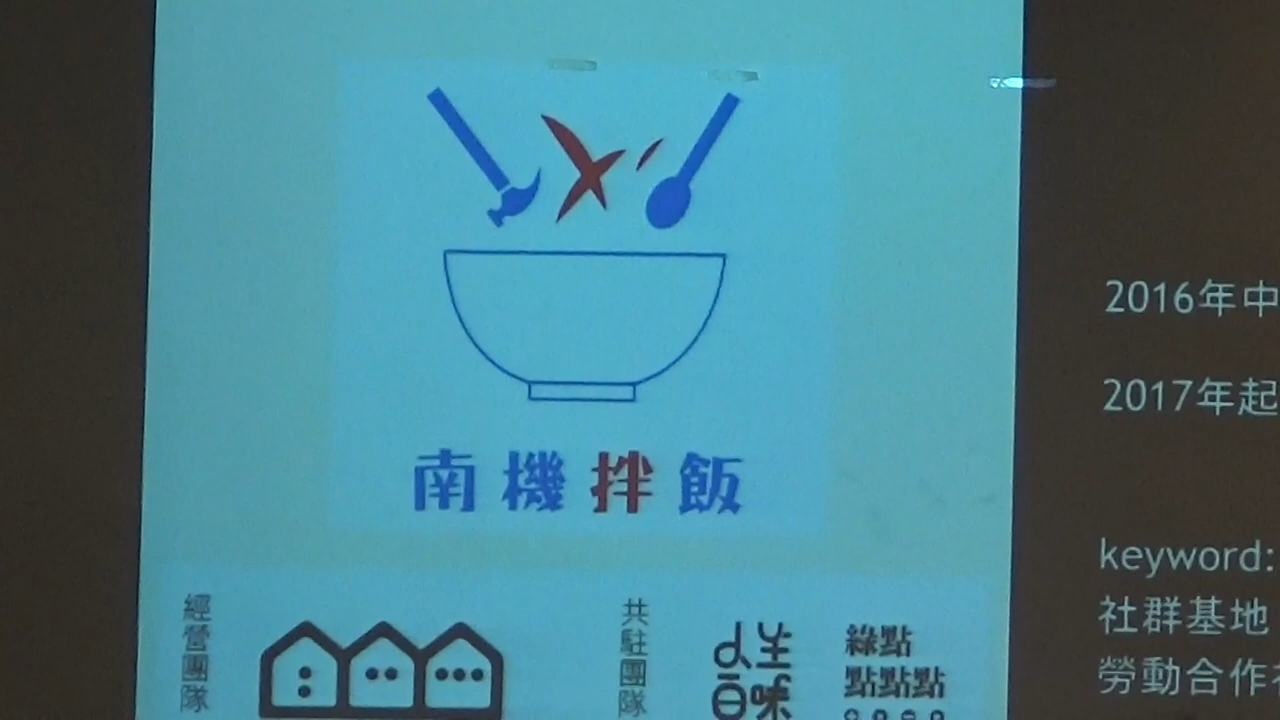 南機拌飯
經營團隊
共駐團隊
綠點
點點點
2016年中
2017年起
keyword:
社群基地
勞動合作